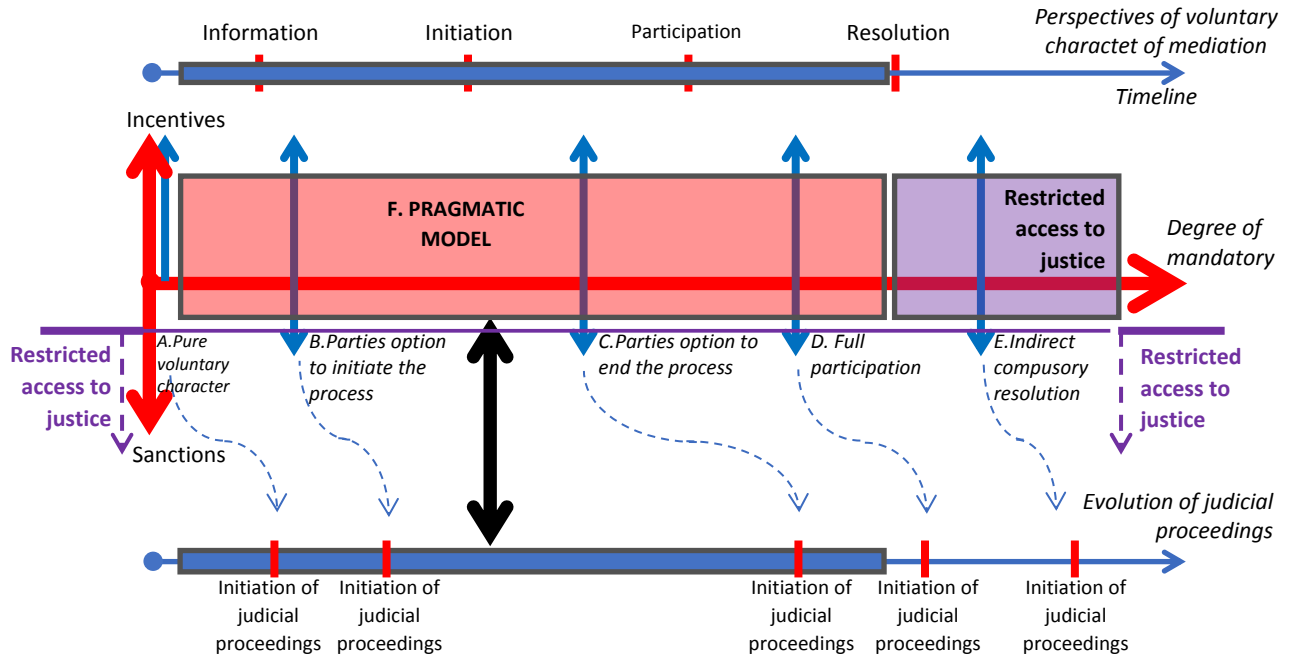 Information
Initiation
Participation
Resolution
Perspectives of voluntary
charactet of mediation
Timeline
Incentives
F. PRAGMATIC
MODEL
Restricted
access to
justice
Degree of
mandatory
Restricted
access to
justice
A.Pure
voluntary
character
B.Parties option
to initiate the
process
C.Parties option to
end the process
D. Full
participation
E.Indirect
compusory
resolution
Restricted
access to
justice
Sanctions
Evolution of judicial
proceedings
Initiation of
judicial
proceedings
Initiation of
judicial
proceedings
Initiation of
judicial
proceedings
Initiation of
judicial
proceedings
Initiation of
judicial
proceedings